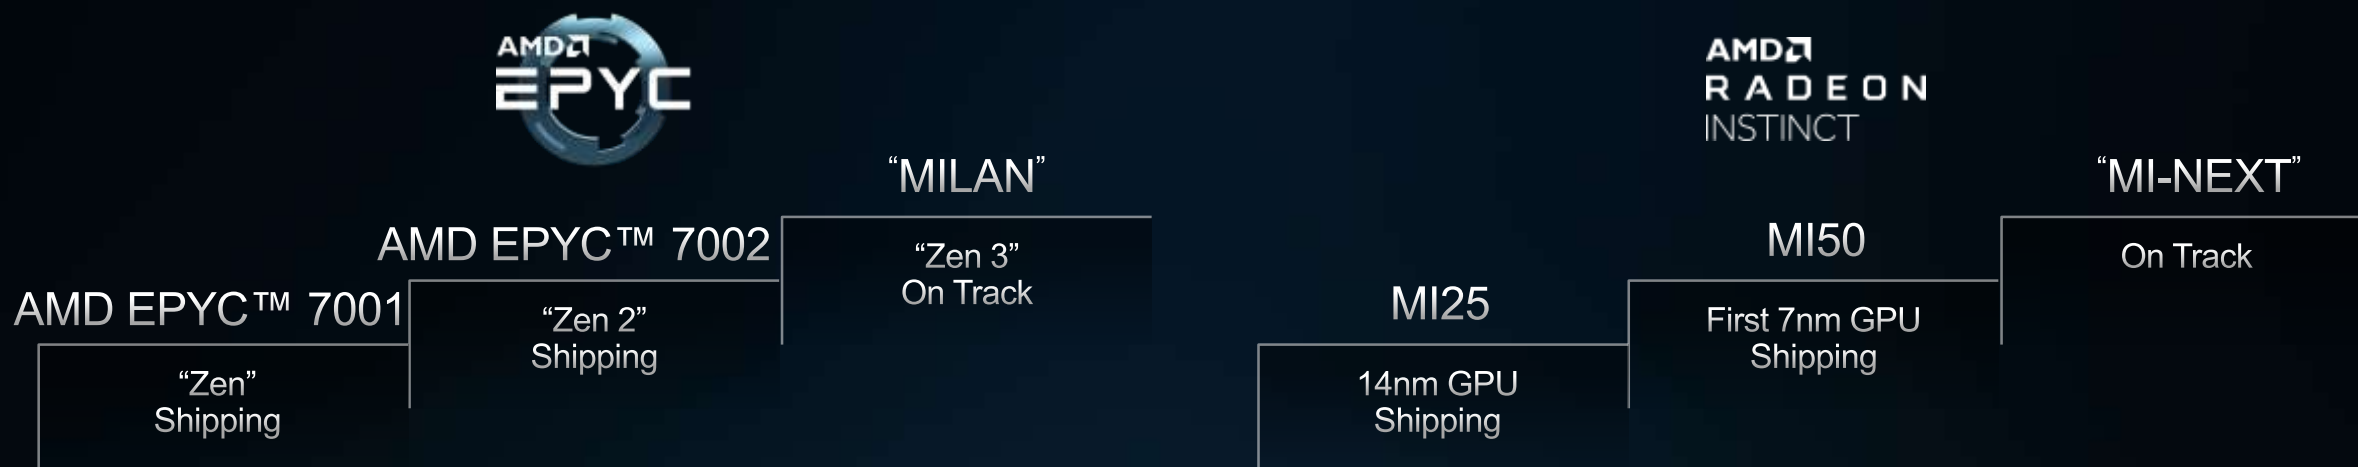 AMD
EPYC
AMD EPYC™ 7001
“Zen”
Shipping
AMD EPYC™ 7002
“Zen 2”
Shipping
“MILAN”
“Zen 3”
On Track
AMD
RADEON
INSTINCT
MI25
14nm GPU
Shipping
MI50
First 7nm GPU
Shipping
“MI-NEXT”
On Track